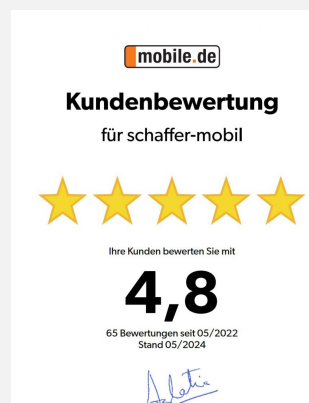 mobile.de
Kundenbewertung
für schaffer-mobil
Ihre Kunden bewerten Sie mit
4,8
65 Bewertungen seit 05/2022
Stand 05/2024